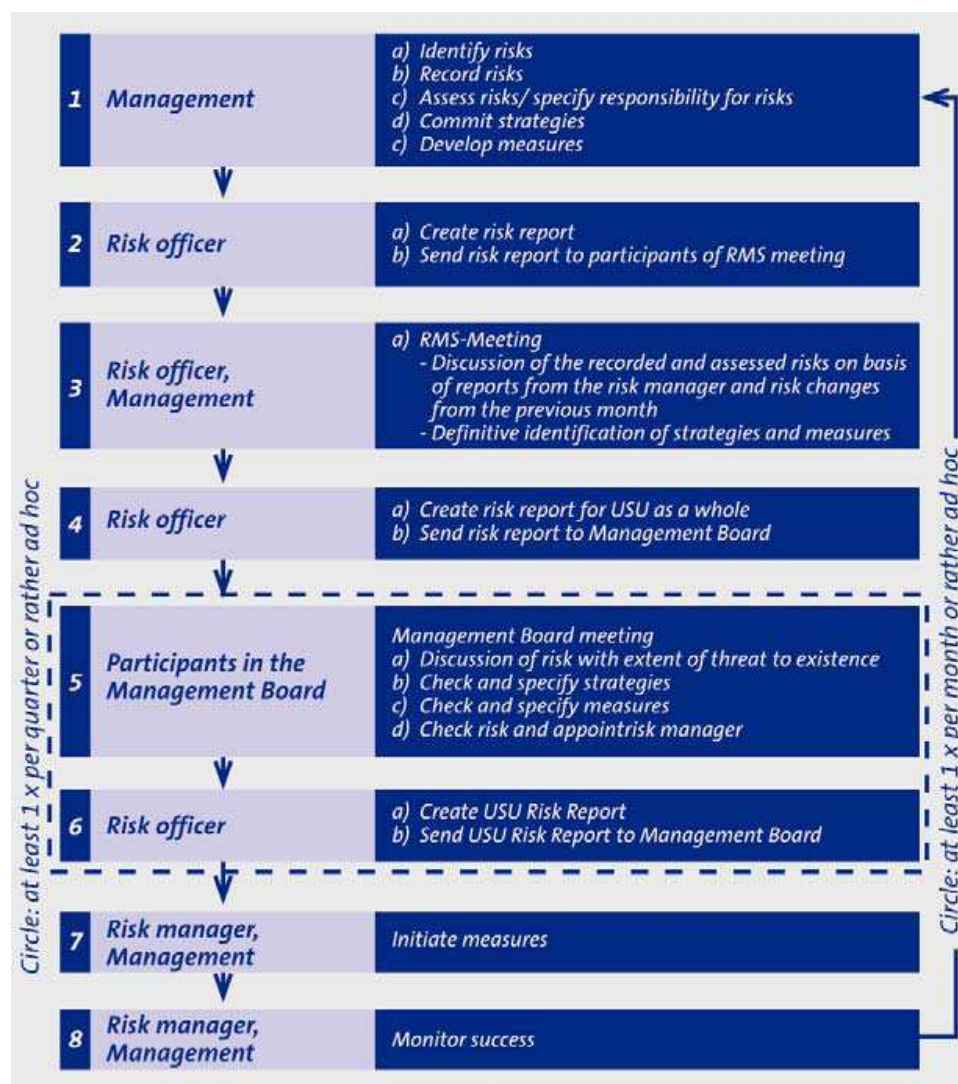 1
Management
a) Identify risks
b) Record risks
c) Assess risks/ specify responsibility for risks
d) Commit strategies
c) Develop measures
2
Risk officer
a) Create risk report
b) Send risk report to participants of RMS meeting
3
Risk officer,
Management
a) RMS-Meeting
- Discussion of the recorded and assessed risks on basis
of reports from the risk manager and risk changes
from the previous month
- Definitive identification of strategies and measures
4
Risk officer
a) Create risk report for USU as a whole
b) Send risk report to Management Board
5
Participants in the
Management Board
Management Board meeting
a) Discussion of risk with extent of threat to existence
b) Check and specify strategies
c) Check and specify measures
d) Check risk and appointrisk manager
6
Risk officer
a) Create USU Risk Report
b) Send USU Risk Report to Management Board
7
Risk manager,
Management
Initiate measures
8
Risk manager,
Management
Monitor success
Circle: at least 1 x per quarter or rather ad hoc
Circle: at least 1 x per month or rather ad hoc